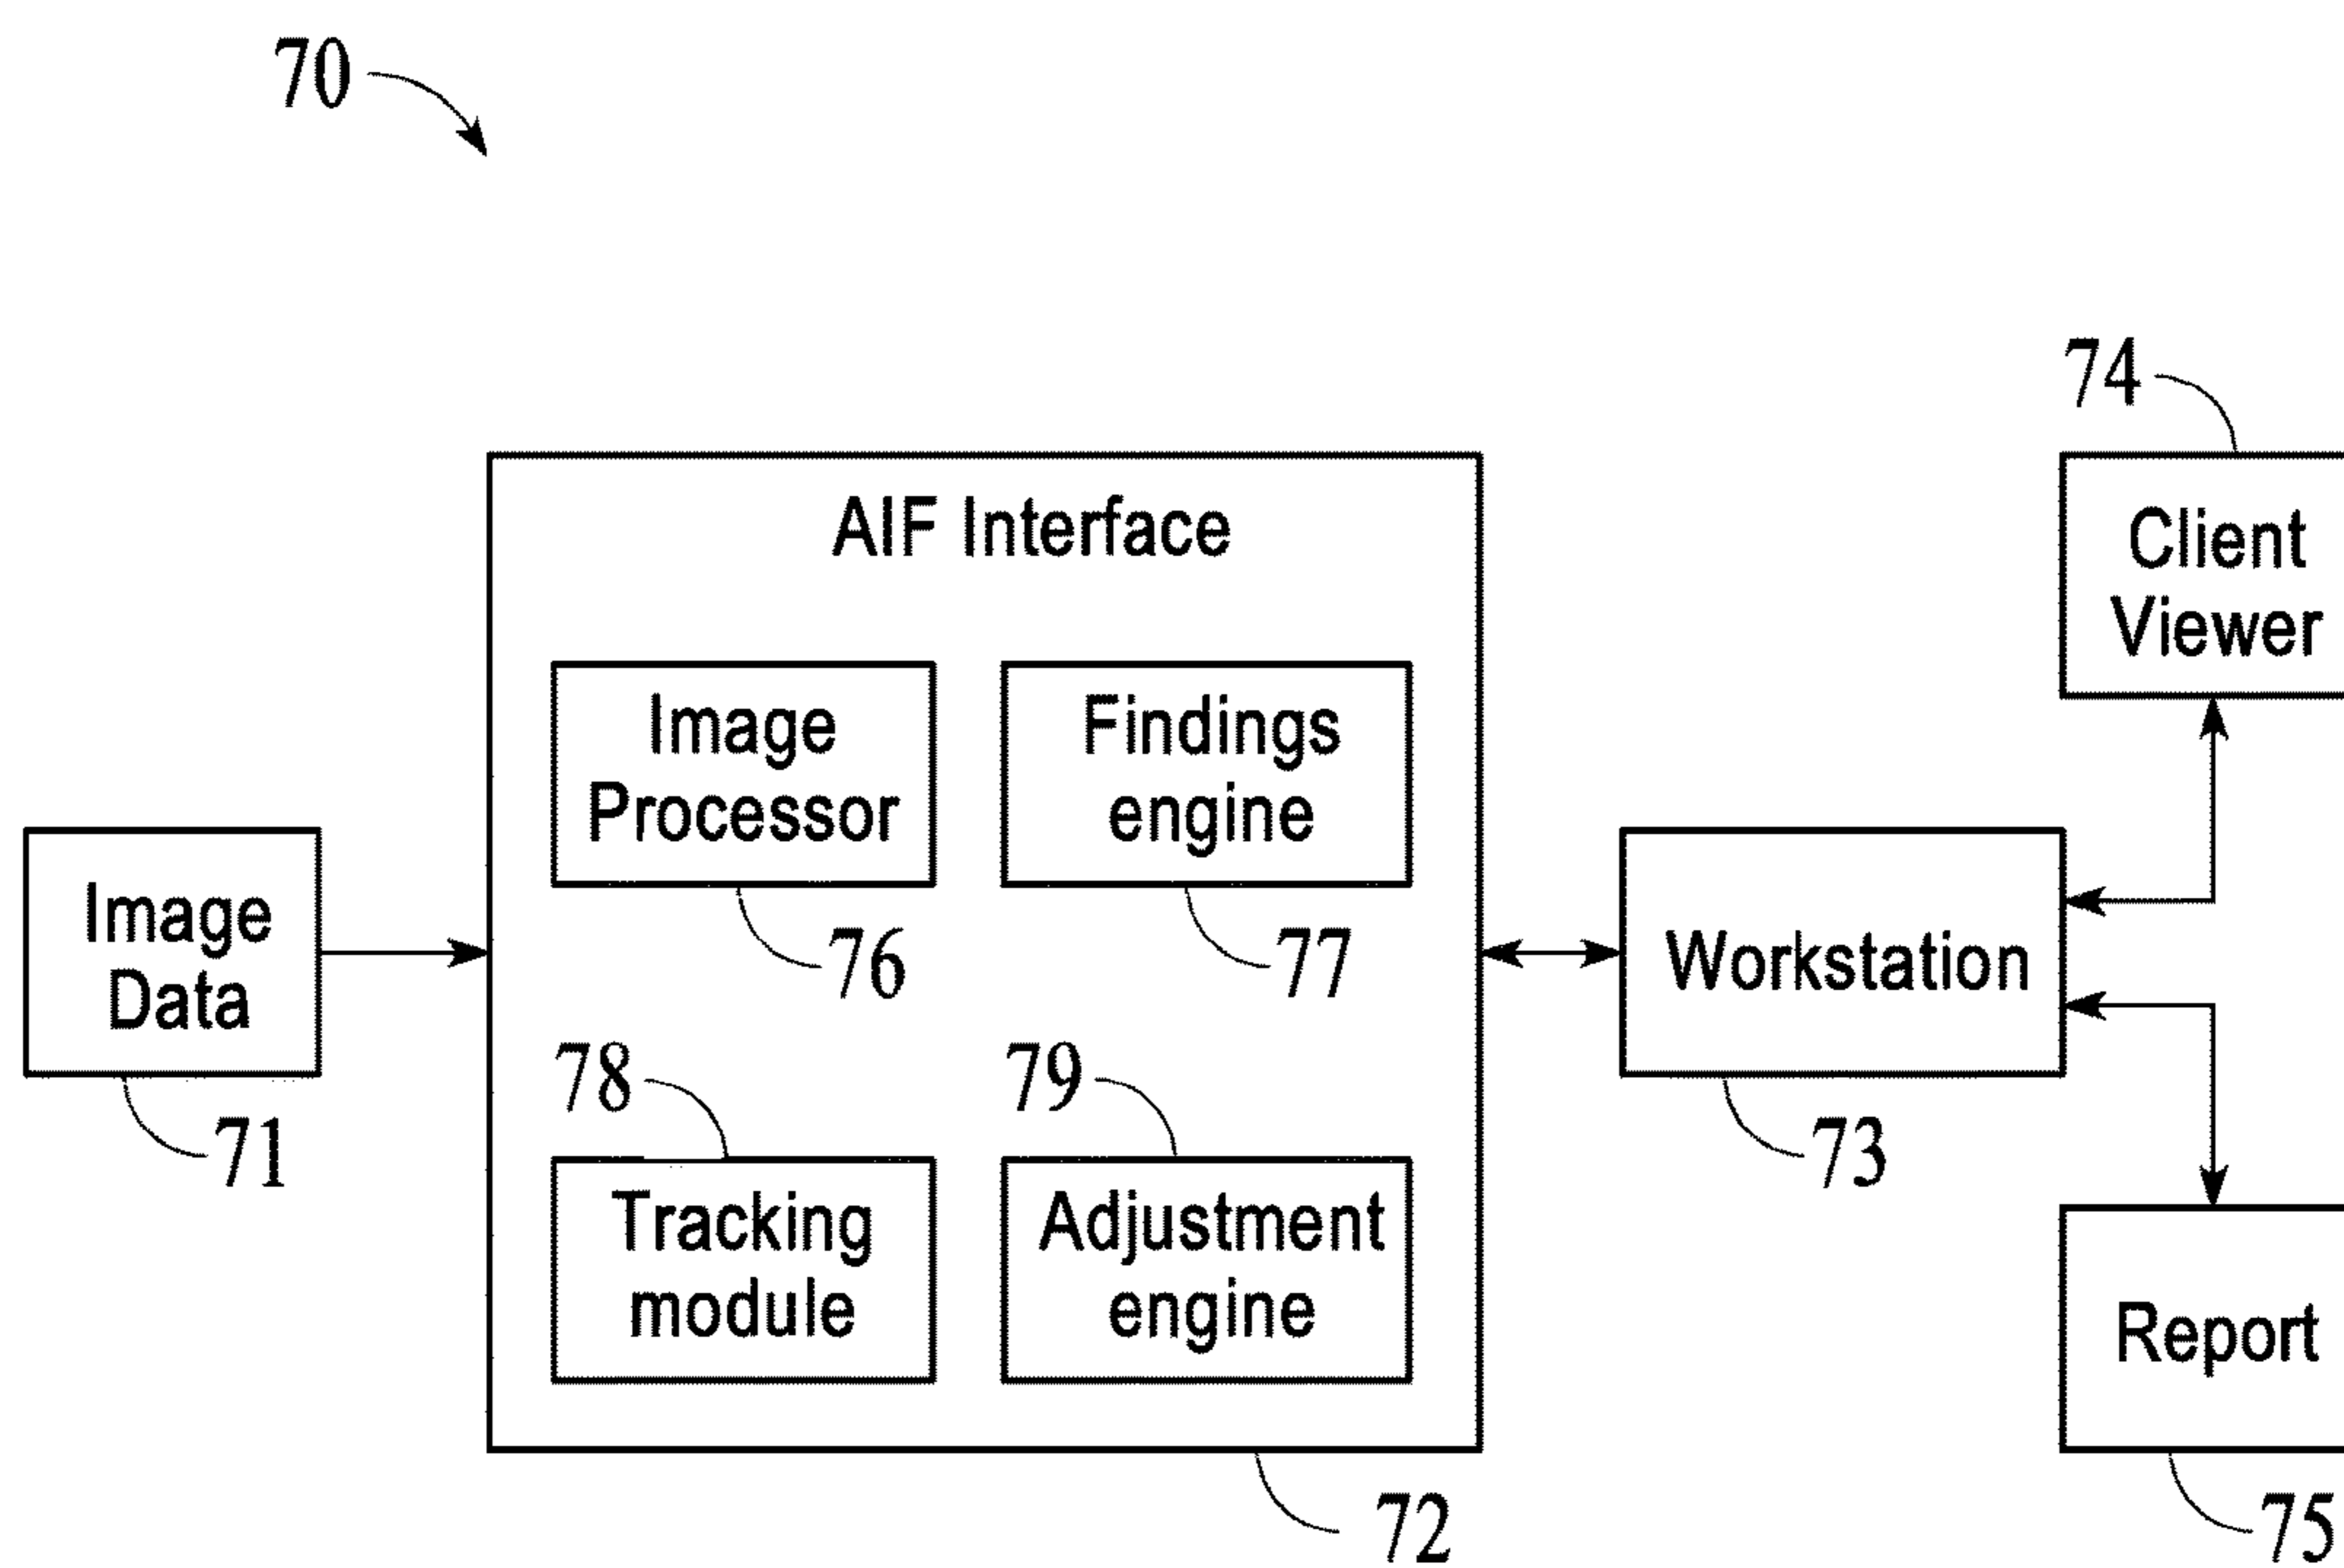 70
74
AIF Interface
Client
Viewer
Image
Processor
Findings
engine
76
77
Image
Data
71
Workstation
73
78
79
Tracking
module
Adjustment
engine
Report
72
75